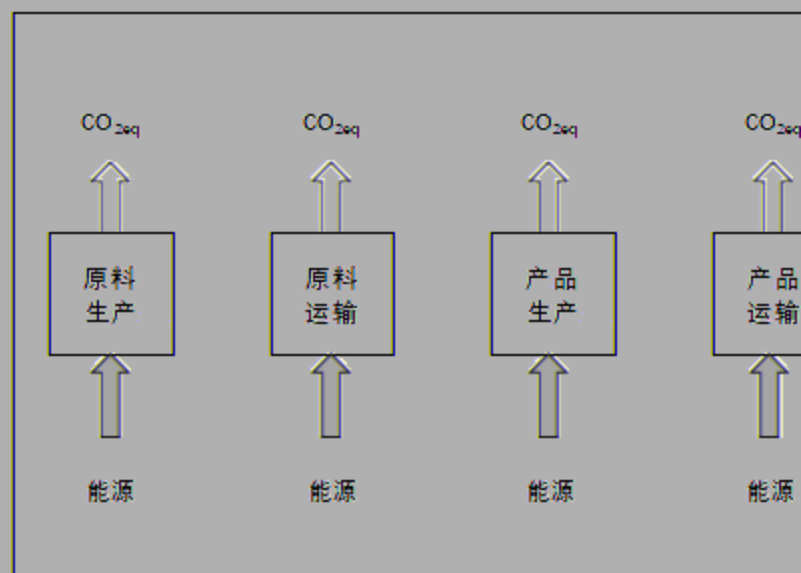 CO₂eq CO₂eq CO₂eq CO₂eq
原料 原料 产品 产品
生产 运输 生产 运输
能源 能源 能源 能源